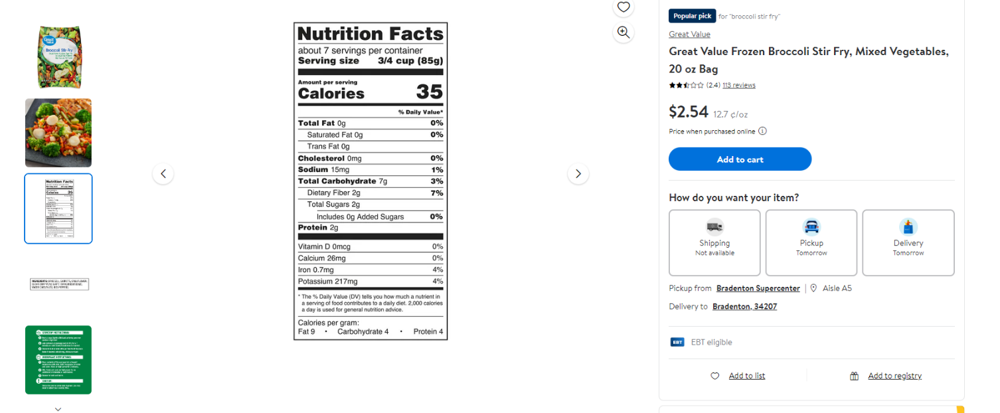 Great Value
Broccoli Stir Fry
Nutrition Facts
about 7 servings per container
Serving size 3/4 cup (85g)
Amount per serving
Calories 35
% Daily Value*
Total Fat 0g 0%
Saturated Fat 0g 0%
Trans Fat 0g
Cholesterol 0mg 0%
Sodium 15mg 1%
Total Carbohydrate 7g 3%
Dietary Fiber 2g 7%
Total Sugars 2g
Includes 0g Added Sugars 0%
Protein 2g
Vitamin D 0mcg 0%
Calcium 26mg 0%
Iron 0.7mg 4%
Potassium 217mg 4%
* The % Daily Value (DV) tells you how much a nutrient in
a serving of food contributes to a daily diet. 2,000 calories
a day is used for general nutrition advice.
Calories per gram:
Fat 9 • Carbohydrate 4 • Protein 4
Popular pick for "broccoli stir fry"
Great Value
Great Value Frozen Broccoli Stir Fry, Mixed Vegetables,
20 oz Bag
(2.4) 113 reviews
$2.54 12.7 ¢/oz
Price when purchased online
Add to cart
How do you want your item?
Shipping
Not available
Pickup
Tomorrow
Delivery
Tomorrow
Pickup from Bradenton Supercenter | Aisle A5
Delivery to Bradenton, 34207
EBT EBT eligible
Add to list
Add to registry